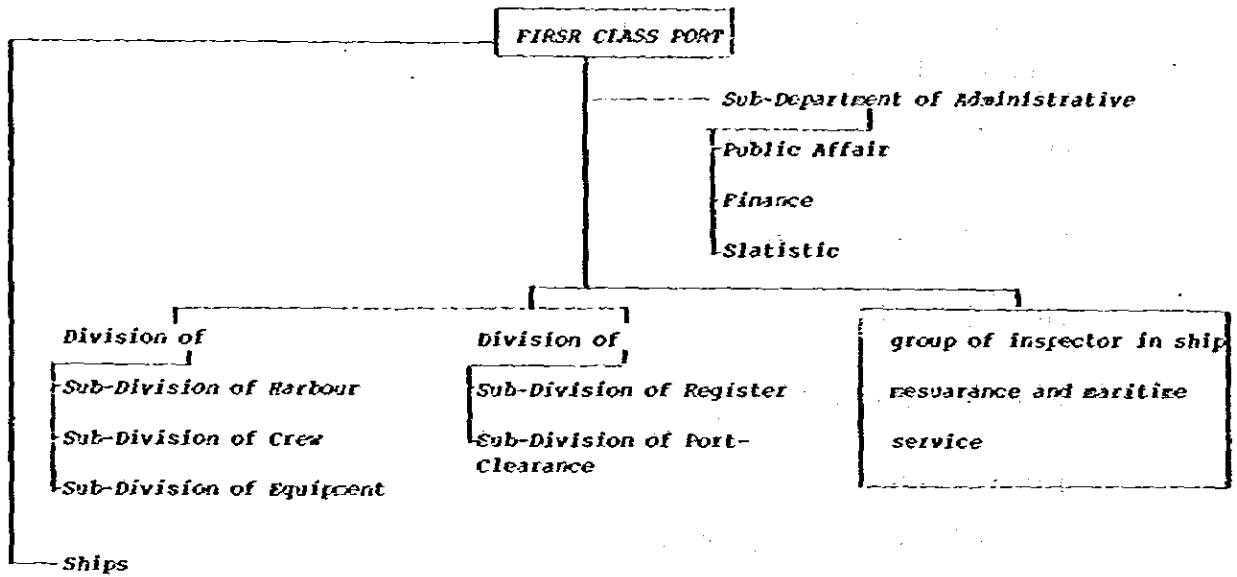 FIRSR CLASS PORT
Sub-Department of Administrative
Public Affair
Finance
Slatistic
Division of
Sub-Division of Harbour
Sub-Division of Crew
Sub-Division of Equipment
Division of
Sub-Division of Register
Sub-Division of Port-
Clearance
group of inspector in ship
mesuarance and maritime
service
Ships